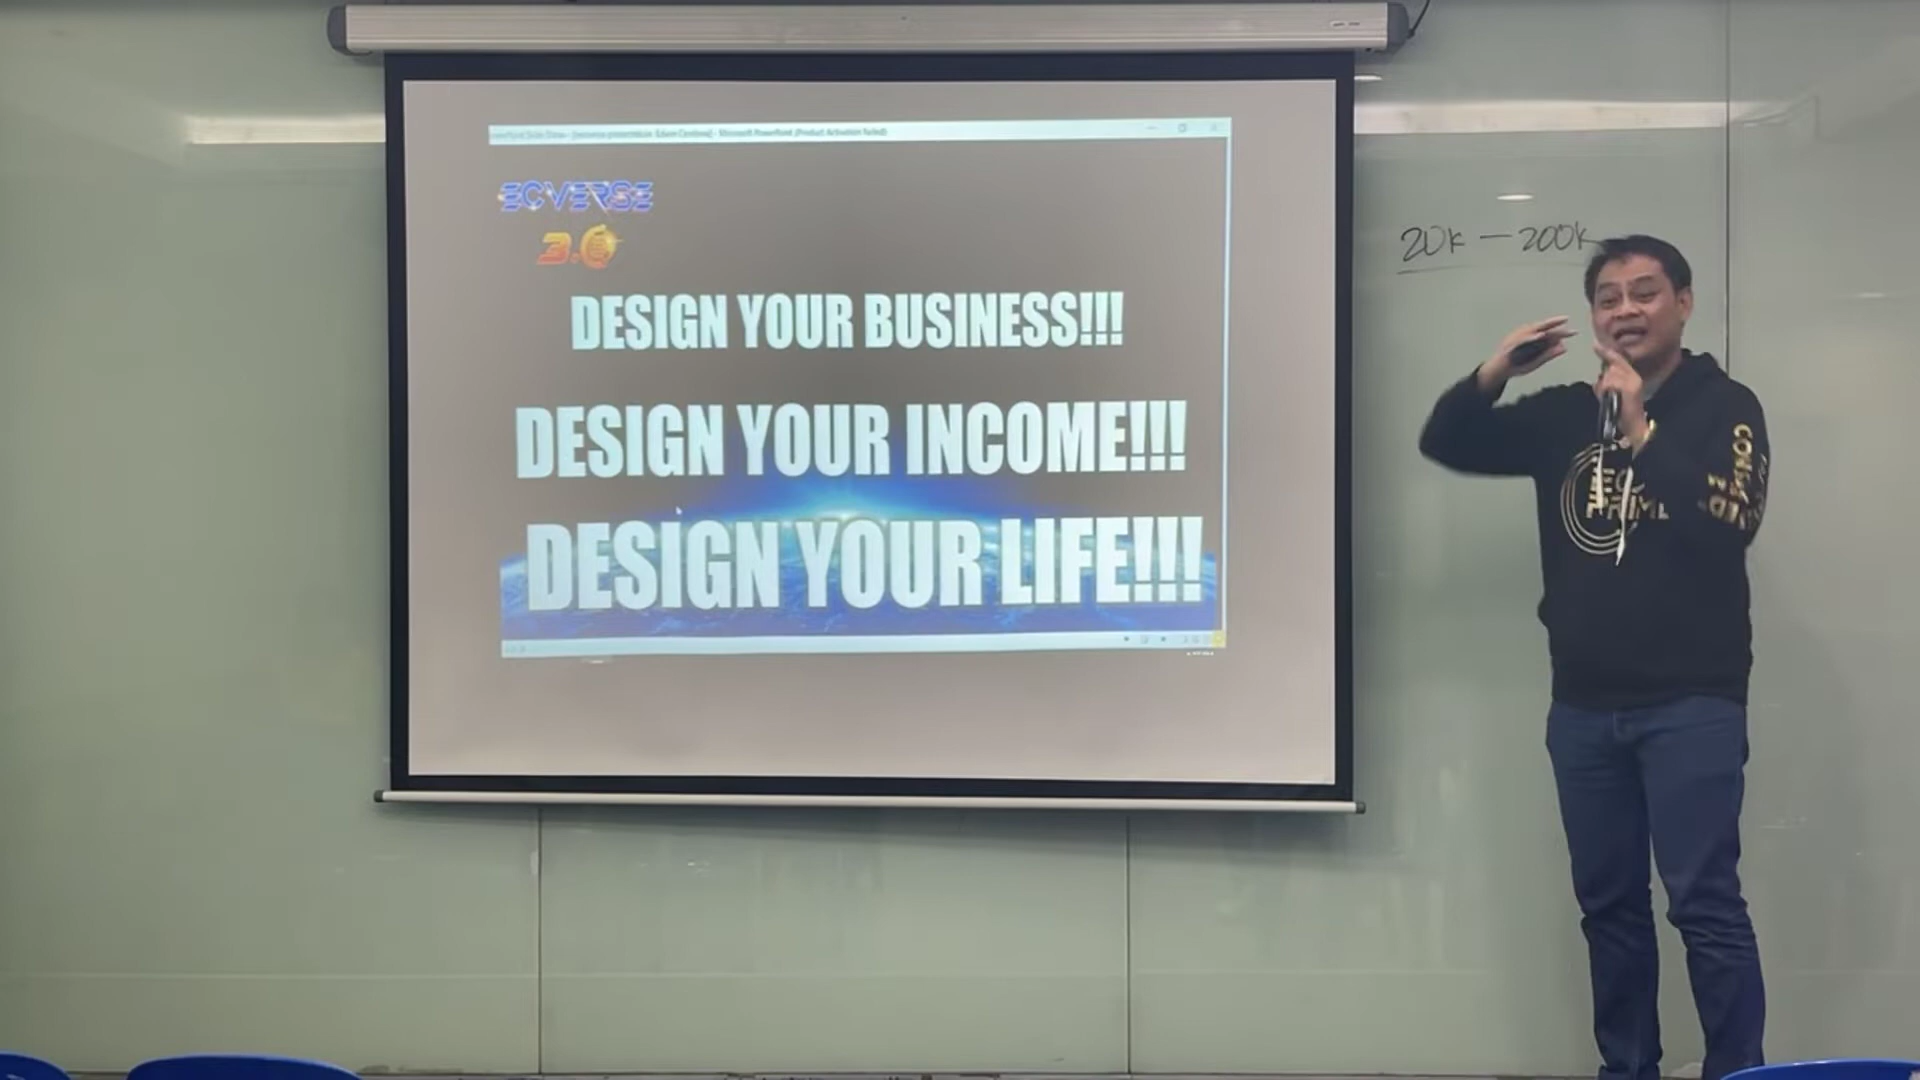 ECVERSE
3.0
DESIGN YOUR BUSINESS!!!
DESIGN YOUR INCOME!!!
DESIGN YOUR LIFE!!!
20K - 200K